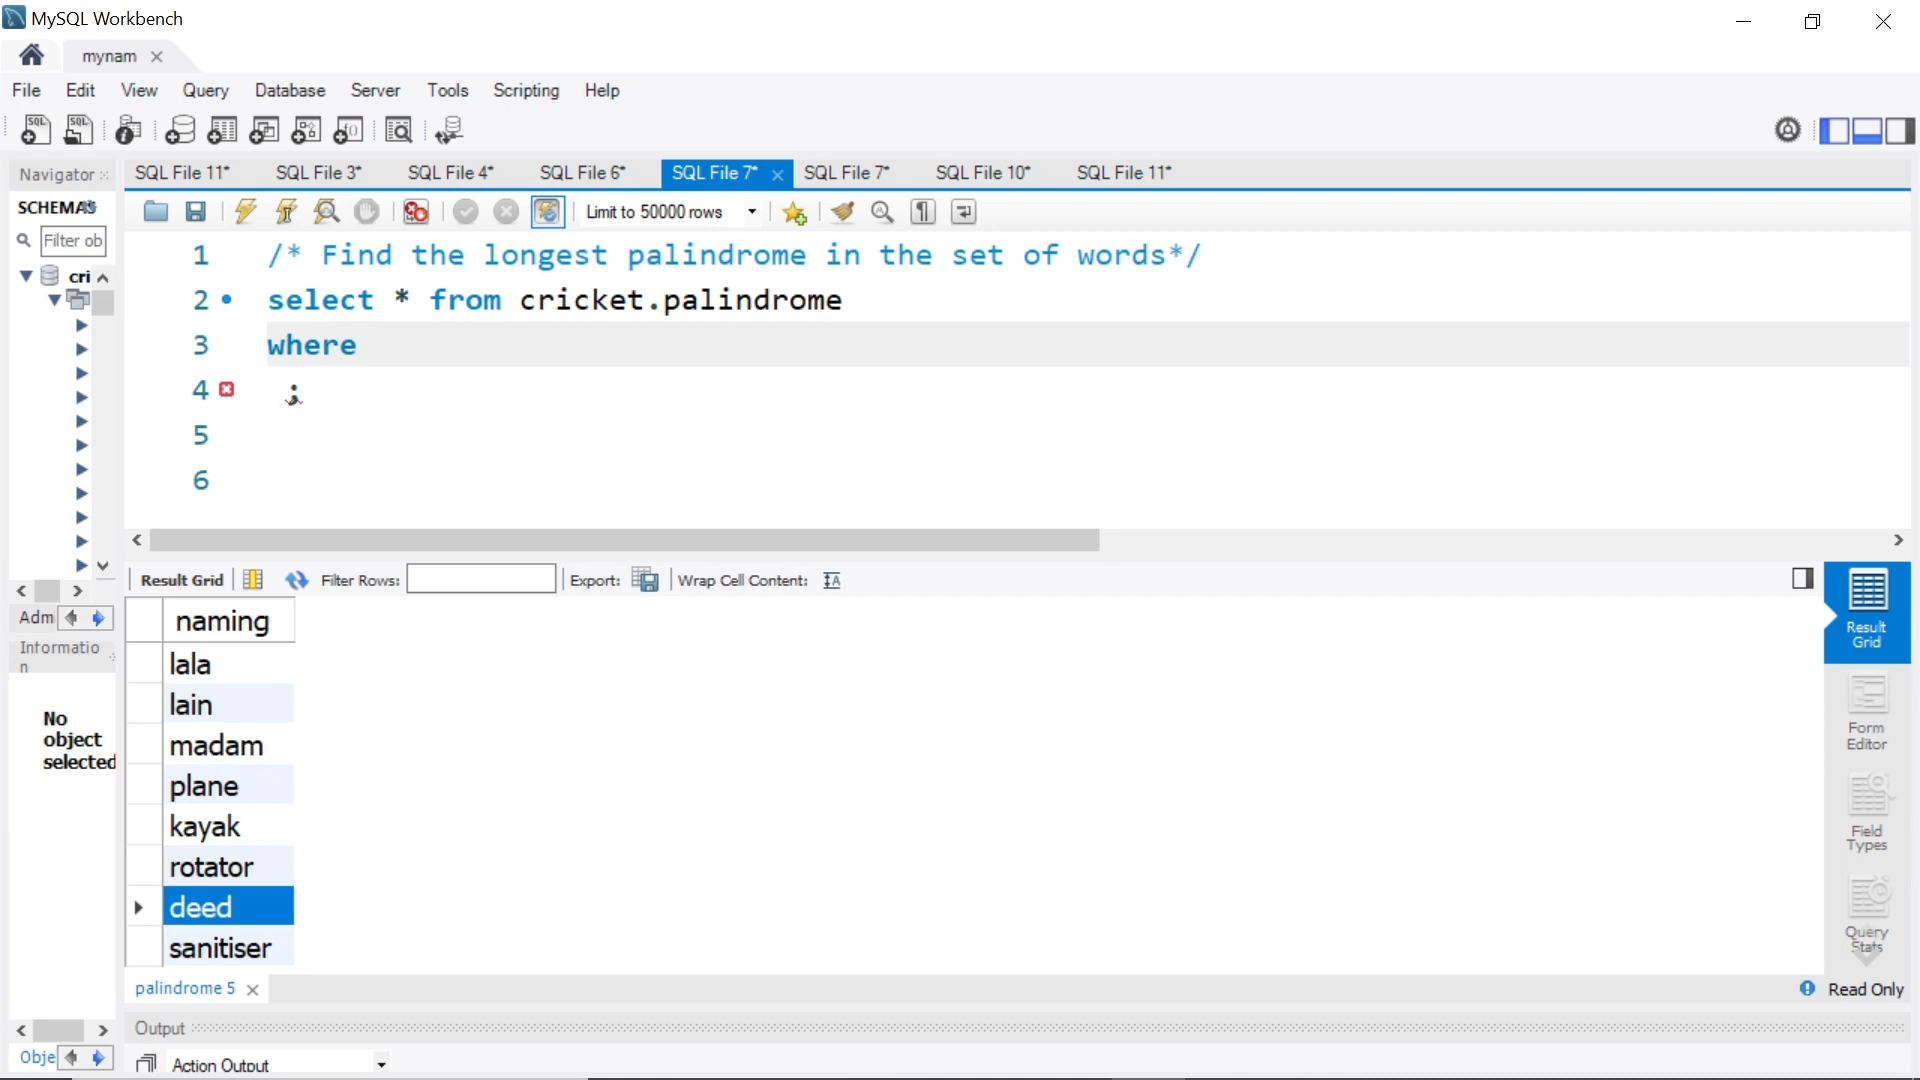 MySQL Workbench
mynam
File Edit View Query Database Server Tools Scripting Help
Navigator
SQL File 11* SQL File 3* SQL File 4* SQL File 6* SQL File 7* SQL File 7* SQL File 10* SQL File 11*
SCHEMAS
Limit to 50000 rows
Filter ob
cri
1 /* Find the longest palindrome in the set of words*/
2 select * from cricket.palindrome
3 where
4 ;
5
6
Result Grid Filter Rows: Export: Wrap Cell Content:
Adm
Informatio
n
No
object
selected
naming
lala
lain
madam
plane
kayak
rotator
deed
sanitiser
Result
Grid
Form
Editor
Field
Types
Query
Stats
palindrome 5
Read Only
Output
Obje
Action Output